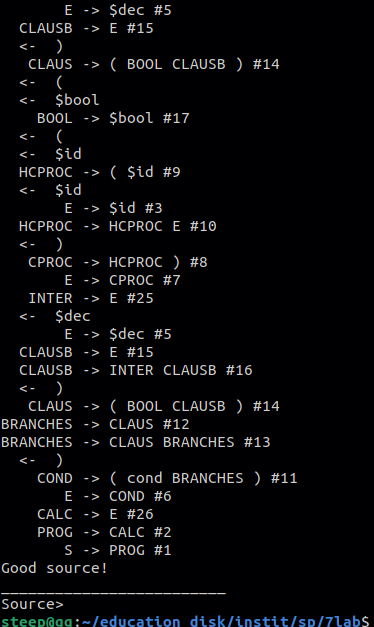 E -> $dec #5
CLAUSB -> E #15
<- )
CLAUS -> ( BOOL CLAUSB ) #14
<- (
<- $bool
BOOL -> $bool #17
<- (
<- $id
HCPROC -> ( $id #9
<- $id
E -> $id #3
HCPROC -> HCPROC E #10
<- )
CPROC -> HCPROC ) #8
E -> CPROC #7
INTER -> E #25
<- $dec
E -> $dec #5
CLAUSB -> E #15
CLAUSB -> INTER CLAUSB #16
<- )
CLAUS -> ( BOOL CLAUSB ) #14
BRANCHES -> CLAUS #12
BRANCHES -> CLAUS BRANCHES #13
<- )
COND -> ( cond BRANCHES ) #11
E -> COND #6
CALC -> E #26
PROG -> CALC #2
S -> PROG #1
Good source!
_________________________
Source>
steep@gg:~/education_disk/instit/sp/7lab$